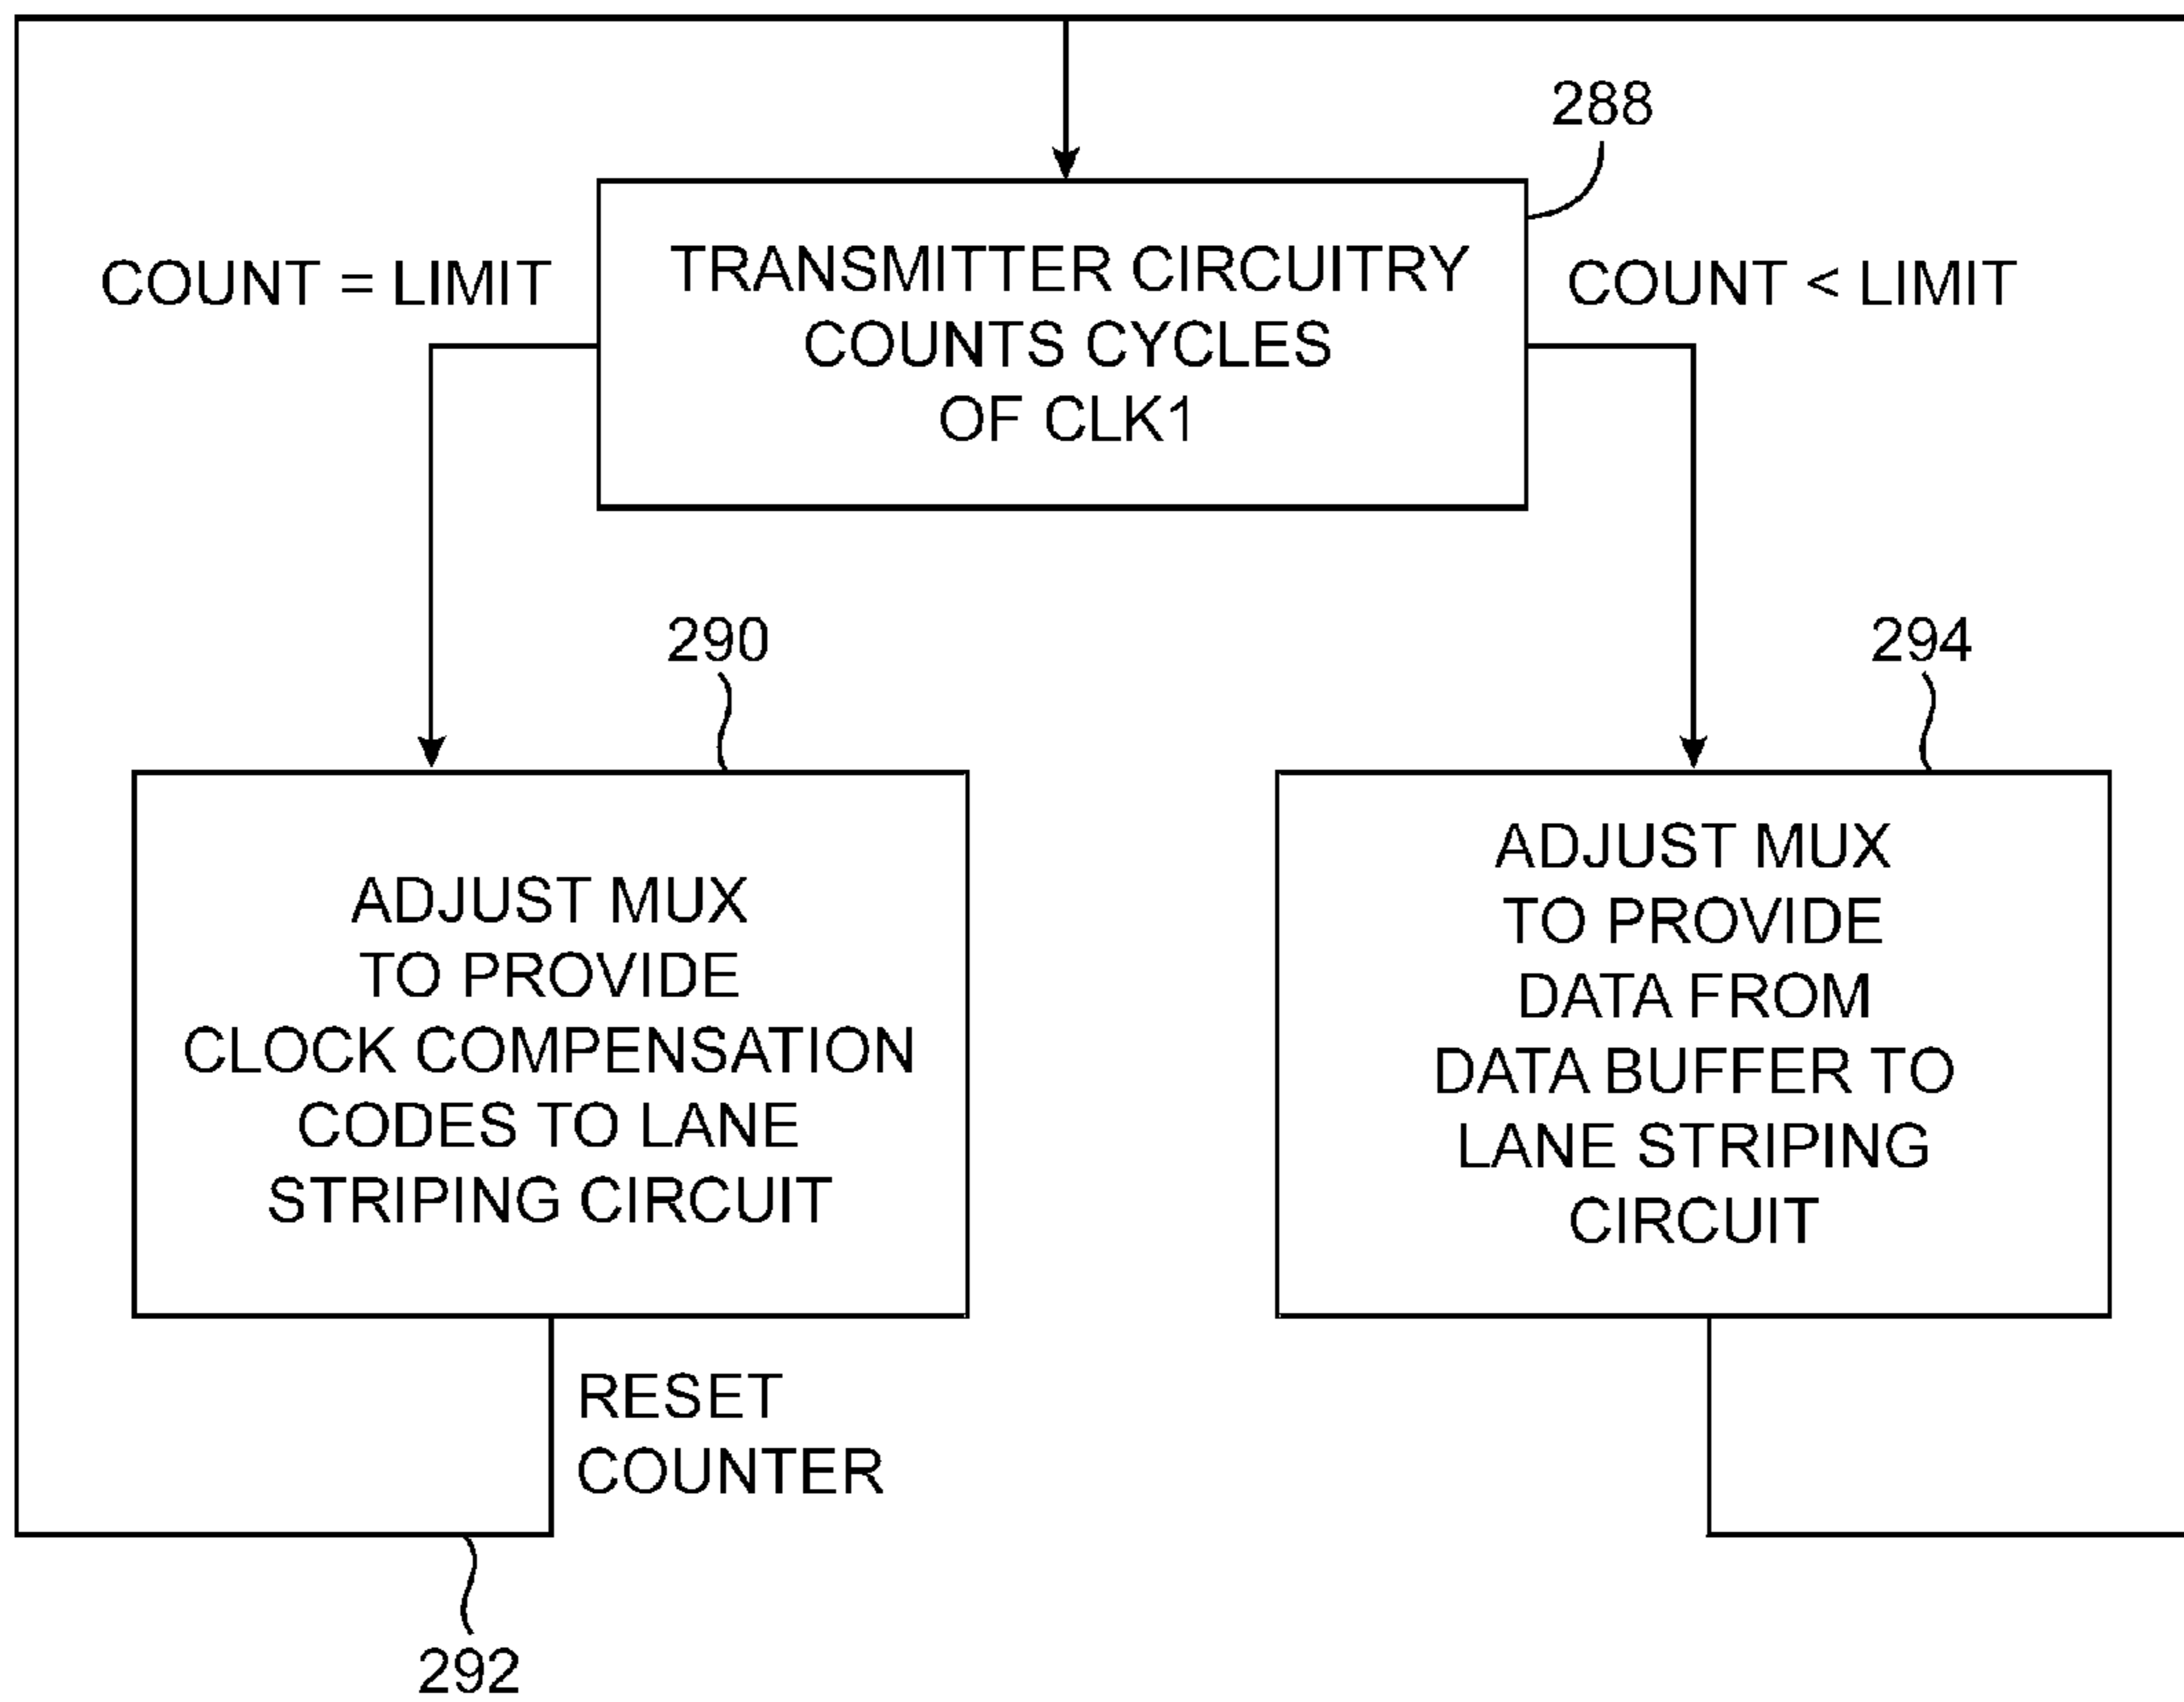 288
COUNT = LIMIT
TRANSMITTER CIRCUITRY
COUNTS CYCLES
OF CLK1
COUNT < LIMIT
290
294
ADJUST MUX
TO PROVIDE
CLOCK COMPENSATION
CODES TO LANE
STRIPING CIRCUIT
ADJUST MUX
TO PROVIDE
DATA FROM
DATA BUFFER TO
LANE STRIPING
CIRCUIT
RESET
COUNTER
292